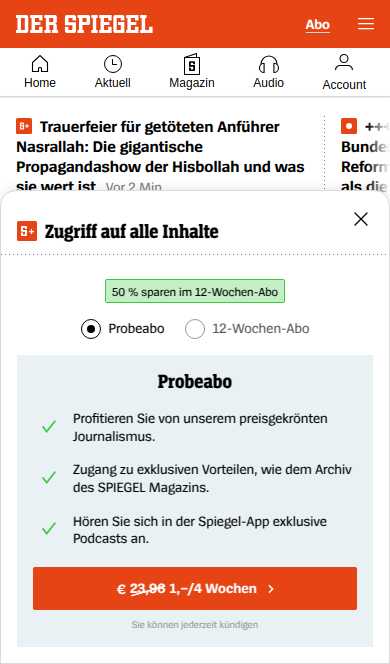 DER SPIEGEL
Abo
Home
Aktuell
Magazin
Audio
Account
S+ Trauerfeier für getöteten Anführer
Nasrallah: Die gigantische
Propagandashow der Hisbollah und was
sie wert ist Vor 2 Min
+++
Bunde
Reform
als die
S+ Zugriff auf alle Inhalte
50 % sparen im 12-Wochen-Abo
Probeabo
12-Wochen-Abo
Probeabo
Profitieren Sie von unserem preisgekrönten
Journalismus.
Zugang zu exklusiven Vorteilen, wie dem Archiv
des SPIEGEL Magazins.
Hören Sie sich in der Spiegel-App exklusive
Podcasts an.
€ 23,96 1,–/4 Wochen
Sie können jederzeit kündigen